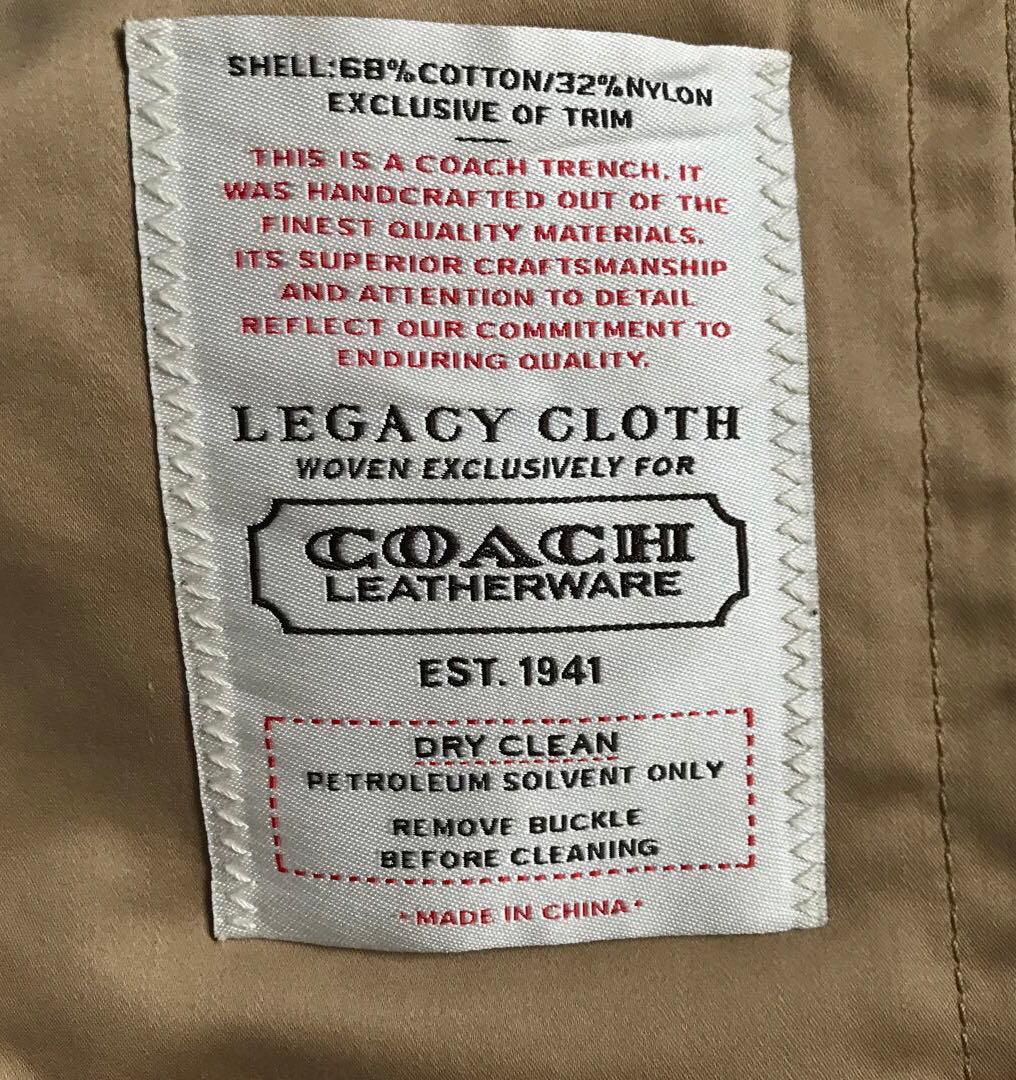 SHELL:68%COTTON/32%NYLON
EXCLUSIVE OF TRIM
THIS IS A COACH TRENCH. IT
WAS HANDCRAFTED OUT OF THE
FINEST QUALITY MATERIALS.
ITS SUPERIOR CRAFTSMANSHIP
AND ATTENTION TO DETAIL
REFLECT OUR COMMITMENT TO
ENDURING QUALITY.
LEGACY CLOTH
WOVEN EXCLUSIVELY FOR
COACH
LEATHERWARE
EST. 1941
DRY CLEAN
PETROLEUM SOLVENT ONLY
REMOVE BUCKLE
BEFORE CLEANING
•MADE IN CHINA•